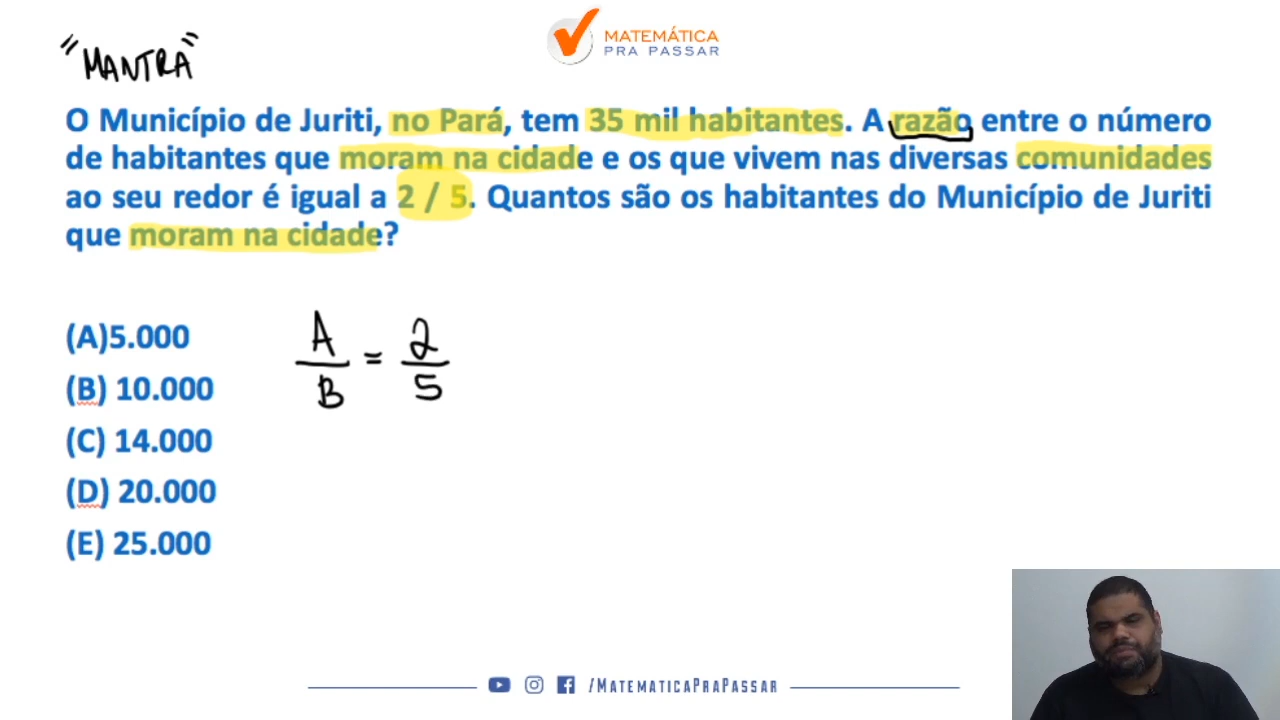 "MANTRA"
MATEMÁTICA
PRA PASSAR
O Município de Juriti, no Pará, tem 35 mil habitantes. A razão entre o número
de habitantes que moram na cidade e os que vivem nas diversas comunidades
ao seu redor é igual a 2 / 5. Quantos são os habitantes do Município de Juriti
que moram na cidade?
(A)5.000
(B) 10.000
(C) 14.000
(D) 20.000
(E) 25.000
A/B = 2/5
/MATEMATICAPRAPASSAR